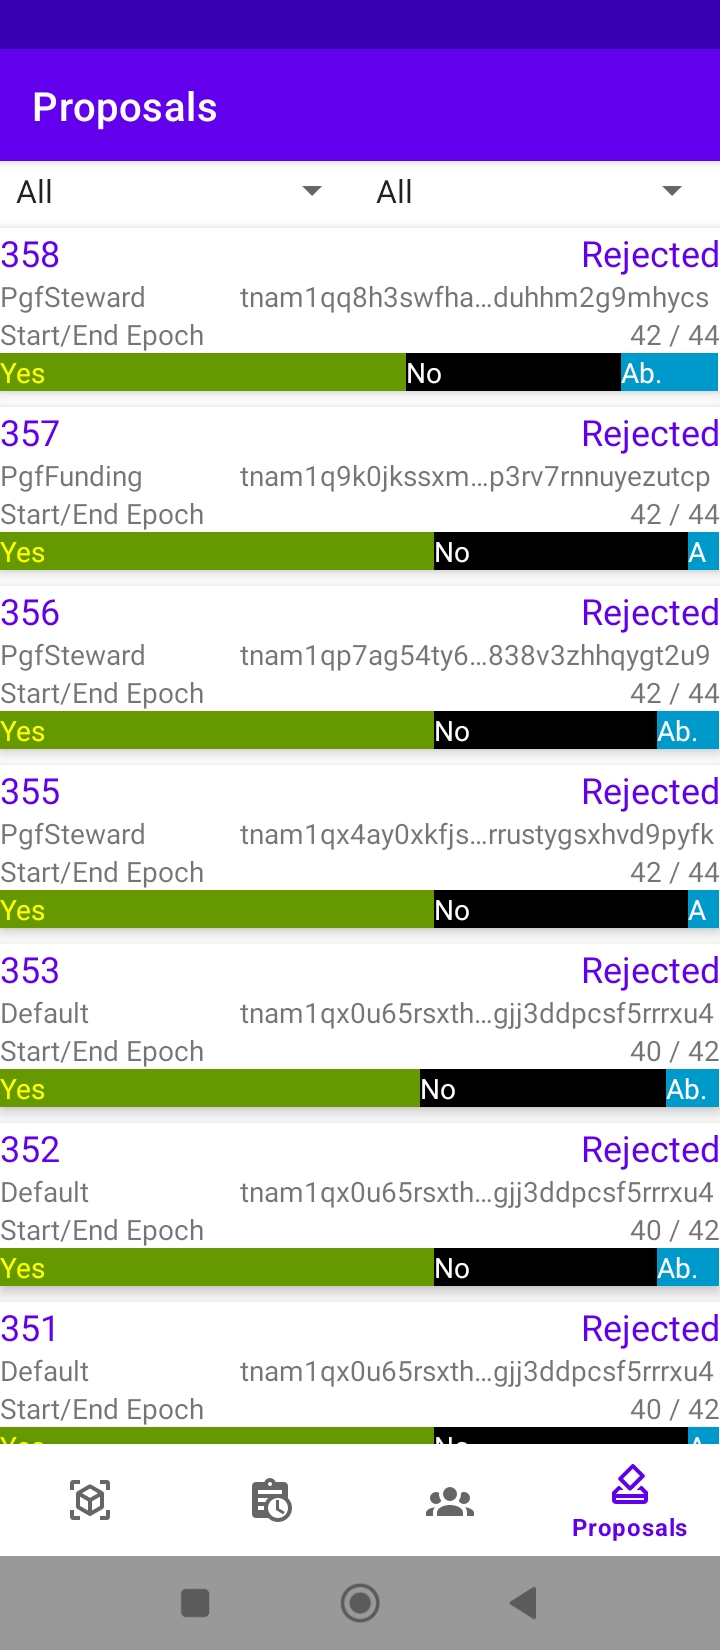 Proposals
All All
358 Rejected
PgfSteward tnam1qq8h3swfha...duhhm2g9mhycs
Start/End Epoch 42 / 44
Yes No Ab.
357 Rejected
PgfFunding tnam1q9k0jkssxm...p3rv7rnnuyezutcp
Start/End Epoch 42 / 44
Yes No A
356 Rejected
PgfSteward tnam1qp7ag54ty6...838v3zhhqygt2u9
Start/End Epoch 42 / 44
Yes No Ab.
355 Rejected
PgfSteward tnam1qx4ay0xkfjs...rrustygsxhvd9pyfk
Start/End Epoch 42 / 44
Yes No A
353 Rejected
Default tnam1qx0u65rsxth...gjj3ddpcsf5rrrxu4
Start/End Epoch 40 / 42
Yes No Ab.
352 Rejected
Default tnam1qx0u65rsxth...gjj3ddpcsf5rrrxu4
Start/End Epoch 40 / 42
Yes No Ab.
351 Rejected
Default tnam1qx0u65rsxth...gjj3ddpcsf5rrrxu4
Start/End Epoch 40 / 42
Yes No A
Proposals